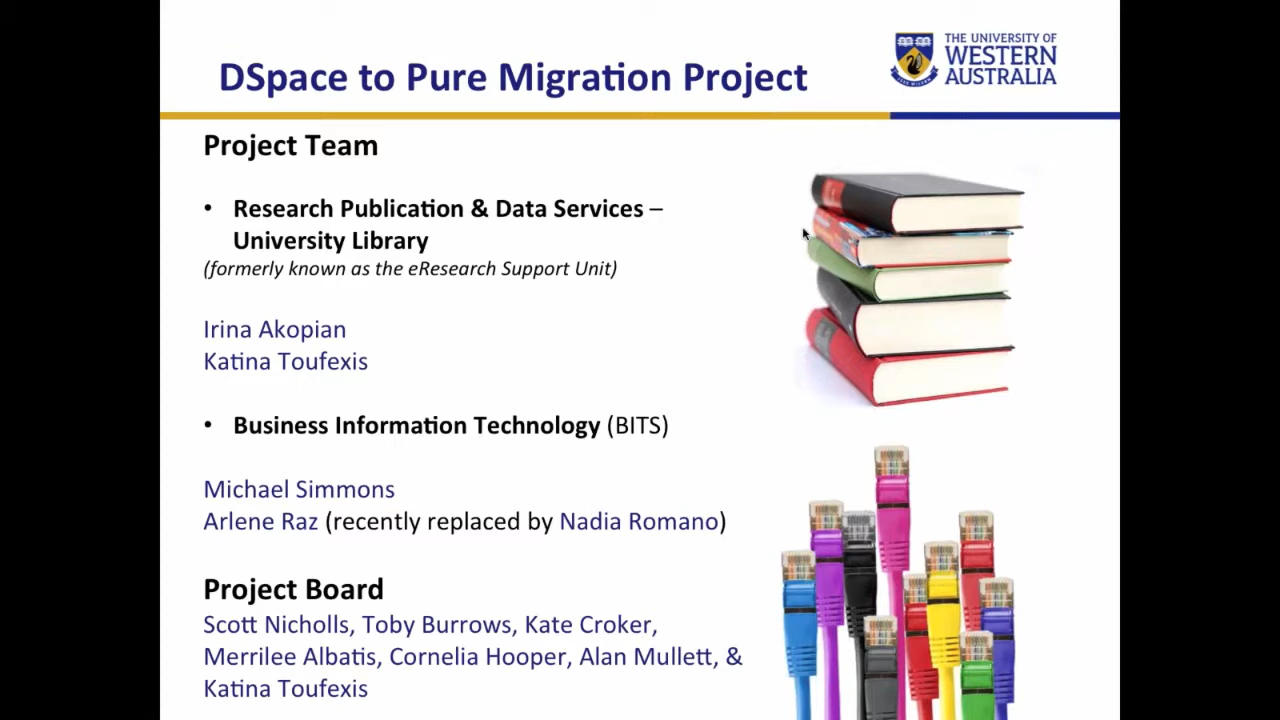 DSpace to Pure Migration Project
THE UNIVERSITY OF
WESTERN
AUSTRALIA
Project Team
• Research Publication & Data Services –
University Library
(formerly known as the eResearch Support Unit)
Irina Akopian
Katina Toufexis
• Business Information Technology (BITS)
Michael Simmons
Arlene Raz (recently replaced by Nadia Romano)
Project Board
Scott Nicholls, Toby Burrows, Kate Croker,
Merrilee Albatis, Cornelia Hooper, Alan Mullett, &
Katina Toufexis